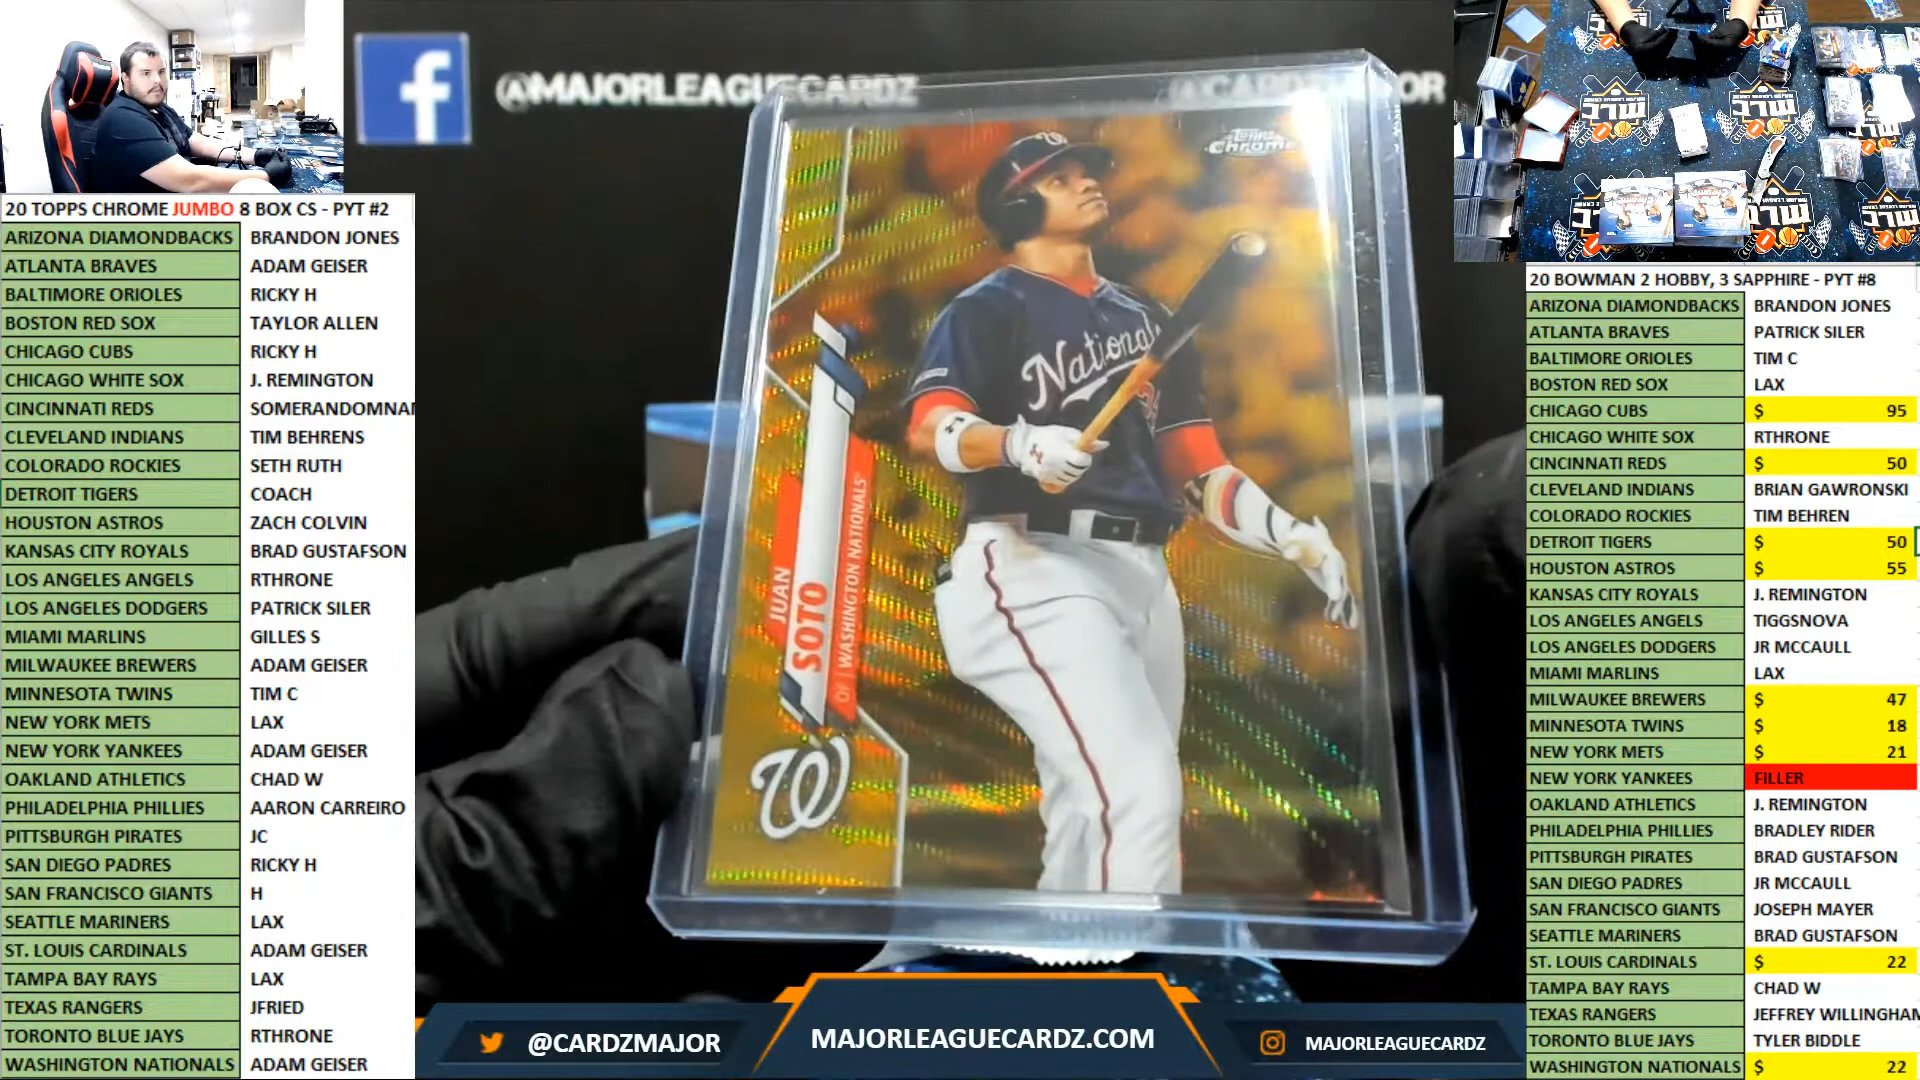 @MAJORLEAGUECARDZ
20 TOPPS CHROME JUMBO 8 BOX CS - PYT #2
ARIZONA DIAMONDBACKS BRANDON JONES
ATLANTA BRAVES ADAM GEISER
BALTIMORE ORIOLES RICKY H
BOSTON RED SOX TAYLOR ALLEN
CHICAGO CUBS RICKY H
CHICAGO WHITE SOX J. REMINGTON
CINCINNATI REDS SOMERANDOMNA
CLEVELAND INDIANS TIM BEHRENS
COLORADO ROCKIES SETH RUTH
DETROIT TIGERS COACH
HOUSTON ASTROS ZACH COLVIN
KANSAS CITY ROYALS BRAD GUSTAFSON
LOS ANGELES ANGELS RTHRONE
LOS ANGELES DODGERS PATRICK SILER
MIAMI MARLINS GILLES S
MILWAUKEE BREWERS ADAM GEISER
MINNESOTA TWINS TIM C
NEW YORK METS LAX
NEW YORK YANKEES ADAM GEISER
OAKLAND ATHLETICS CHAD W
PHILADELPHIA PHILLIES AARON CARREIRO
PITTSBURGH PIRATES JC
SAN DIEGO PADRES RICKY H
SAN FRANCISCO GIANTS H
SEATTLE MARINERS LAX
ST. LOUIS CARDINALS ADAM GEISER
TAMPA BAY RAYS LAX
TEXAS RANGERS JFRIED
TORONTO BLUE JAYS RTHRONE
WASHINGTON NATIONALS ADAM GEISER
Topps
Chrome
W
Nationals
JUAN
SOTO
OF | WASHINGTON NATIONALS
W
@CARDZMAJOR
MAJORLEAGUECARDZ.COM
MAJORLEAGUECARDZ
20 BOWMAN 2 HOBBY, 3 SAPPHIRE - PYT #8
ARIZONA DIAMONDBACKS BRANDON JONES
ATLANTA BRAVES PATRICK SILER
BALTIMORE ORIOLES TIM C
BOSTON RED SOX LAX
CHICAGO CUBS $ 95
CHICAGO WHITE SOX RTHRONE
CINCINNATI REDS $ 50
CLEVELAND INDIANS BRIAN GAWRONSKI
COLORADO ROCKIES TIM BEHREN
DETROIT TIGERS $ 50
HOUSTON ASTROS $ 55
KANSAS CITY ROYALS J. REMINGTON
LOS ANGELES ANGELS TIGGSNOVA
LOS ANGELES DODGERS JR MCCAULL
MIAMI MARLINS LAX
MILWAUKEE BREWERS $ 47
MINNESOTA TWINS $ 18
NEW YORK METS $ 21
NEW YORK YANKEES FILLER
OAKLAND ATHLETICS J. REMINGTON
PHILADELPHIA PHILLIES BRADLEY RIDER
PITTSBURGH PIRATES BRAD GUSTAFSON
SAN DIEGO PADRES JR MCCAULL
SAN FRANCISCO GIANTS JOSEPH MAYER
SEATTLE MARINERS BRAD GUSTAFSON
ST. LOUIS CARDINALS $ 22
TAMPA BAY RAYS CHAD W
TEXAS RANGERS JEFFREY WILLINGHAM
TORONTO BLUE JAYS TYLER BIDDLE
WASHINGTON NATIONALS $ 22